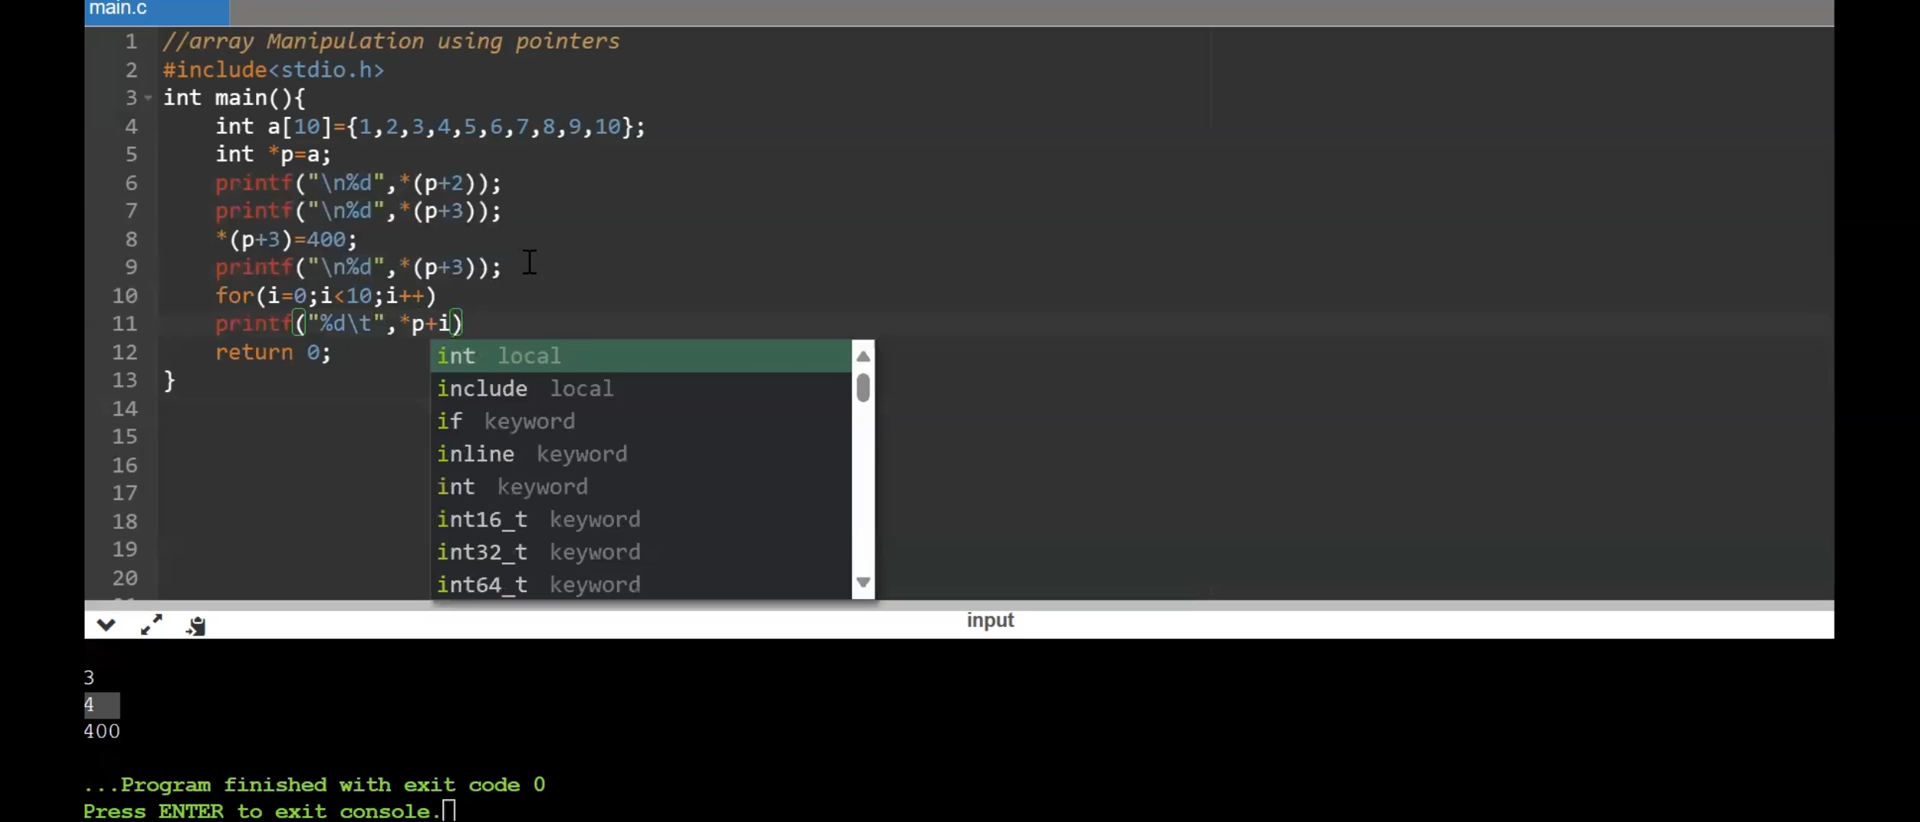 main.c
1 //array Manipulation using pointers
2 #include<stdio.h>
3 int main(){
4 int a[10]={1,2,3,4,5,6,7,8,9,10};
5 int *p=a;
6 printf("\n%d",*(p+2));
7 printf("\n%d",*(p+3));
8 *(p+3)=400;
9 printf("\n%d",*(p+3));
10 for(i=0;i<10;i++)
11 printf("%d\t",*p+i)
12 return 0;
13 }
14
15
16
17
18
19
20
int local
include local
if keyword
inline keyword
int keyword
int16_t keyword
int32_t keyword
int64_t keyword
input
3
4
400
...Program finished with exit code 0
Press ENTER to exit console.